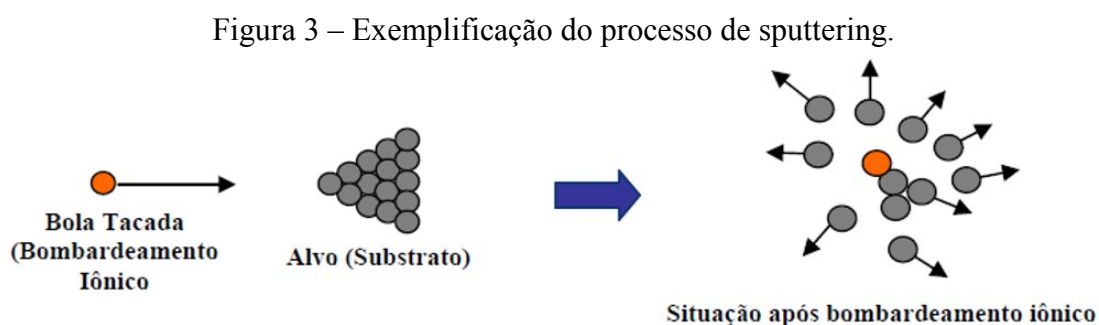 Figura 3 – Exemplificação do processo de sputtering.
Bola Tacada
(Bombardeamento
Iônico
Alvo (Substrato)
Situação após bombardeamento iônico